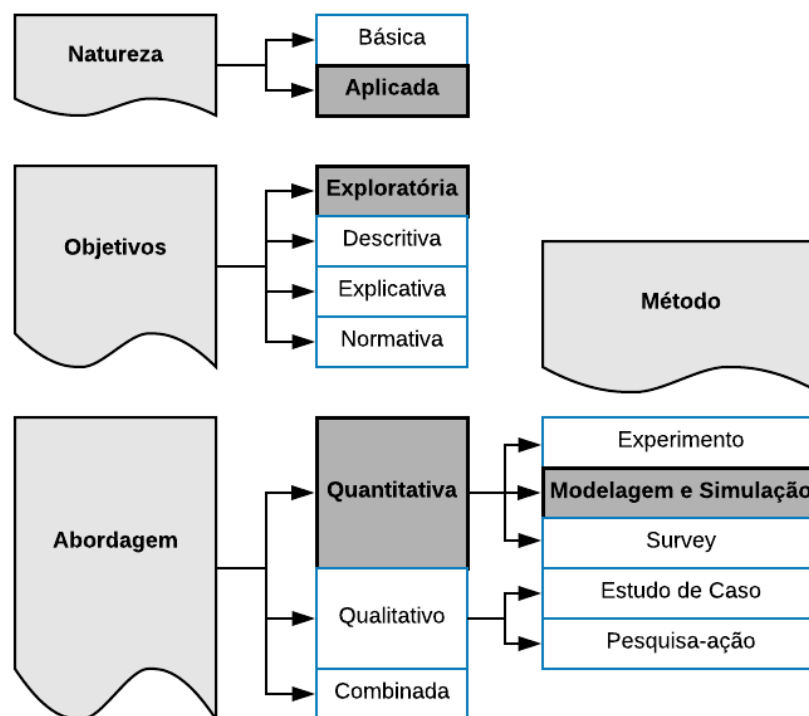 Natureza
Básica
Aplicada
Objetivos
Exploratória
Descritiva
Explicativa
Normativa
Método
Abordagem
Quantitativa
Qualitativo
Combinada
Experimento
Modelagem e Simulação
Survey
Estudo de Caso
Pesquisa-ação